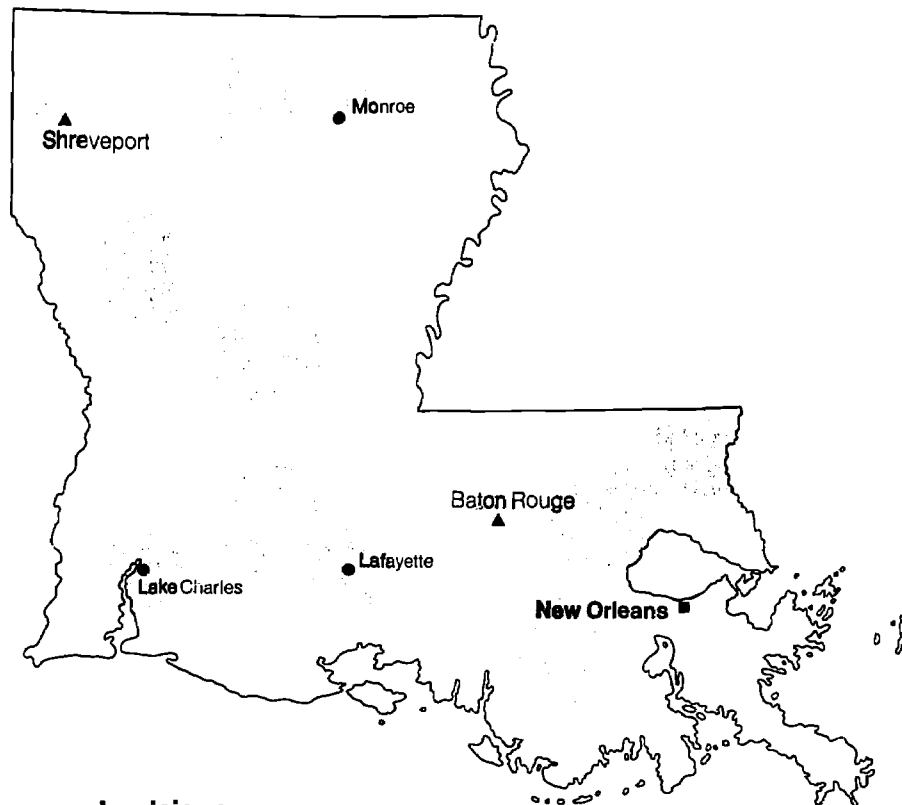 Monroe
Shreveport
Baton Rouge
Lafayette
Lake Charles
New Orleans